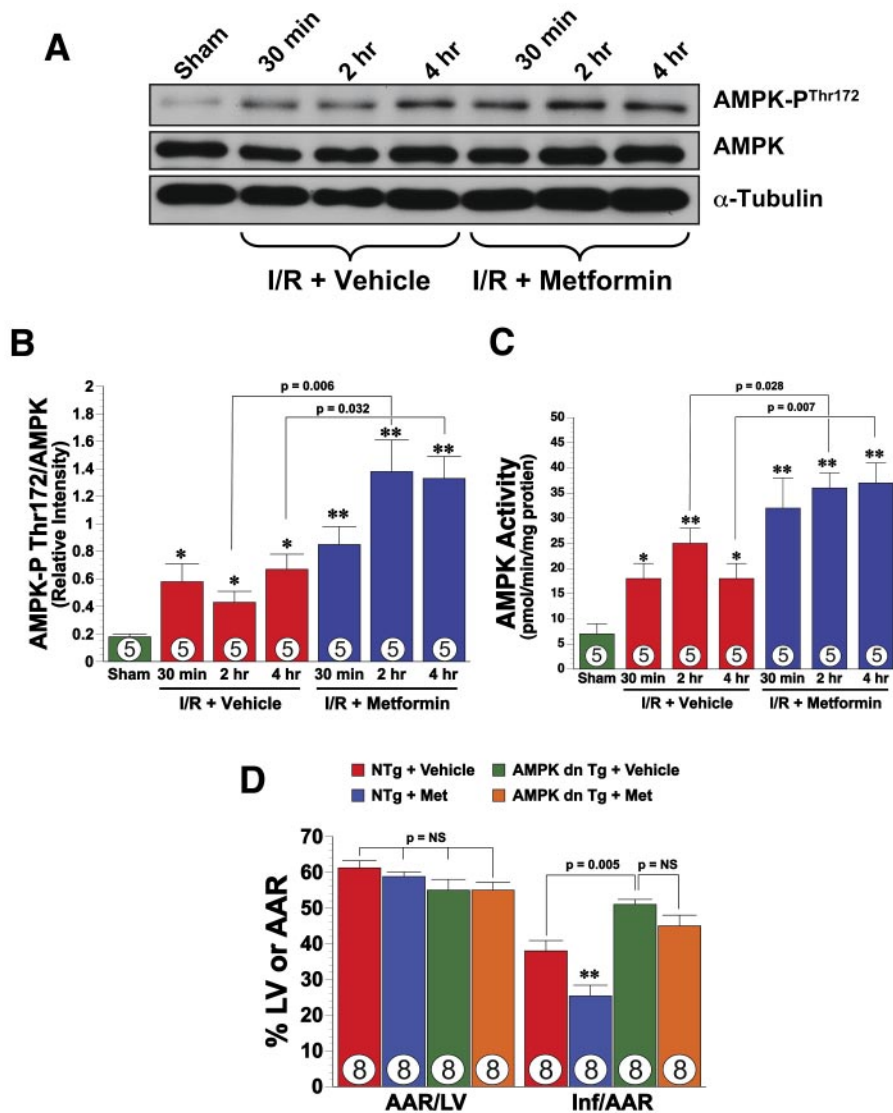 A
Sham 30 min 2 hr 4 hr 30 min 2 hr 4 hr
AMPK-PThr172
AMPK
α-Tubulin
I/R + Vehicle I/R + Metformin
B
AMPK-P Thr172/AMPK
(Relative Intensity)
2
1.8
1.6
1.4
1.2
1
0.8
0.6
0.4
0.2
0
p = 0.006
p = 0.032
* * * ** ** **
5 5 5 5 5 5 5
Sham 30 min 2 hr 4 hr 30 min 2 hr 4 hr
I/R + Vehicle I/R + Metformin
C
AMPK Activity
(pmol/min/mg protien)
50
45
40
35
30
25
20
15
10
5
0
p = 0.028
p = 0.007
* ** * ** ** **
5 5 5 5 5 5 5
Sham 30 min 2 hr 4 hr 30 min 2 hr 4 hr
I/R + Vehicle I/R + Metformin
D
NTg + Vehicle AMPK dn Tg + Vehicle
NTg + Met AMPK dn Tg + Met
% LV or AAR
70
60
50
40
30
20
10
0
p = NS
p = 0.005
p = NS
**
8 8 8 8 8 8 8 8
AAR/LV Inf/AAR